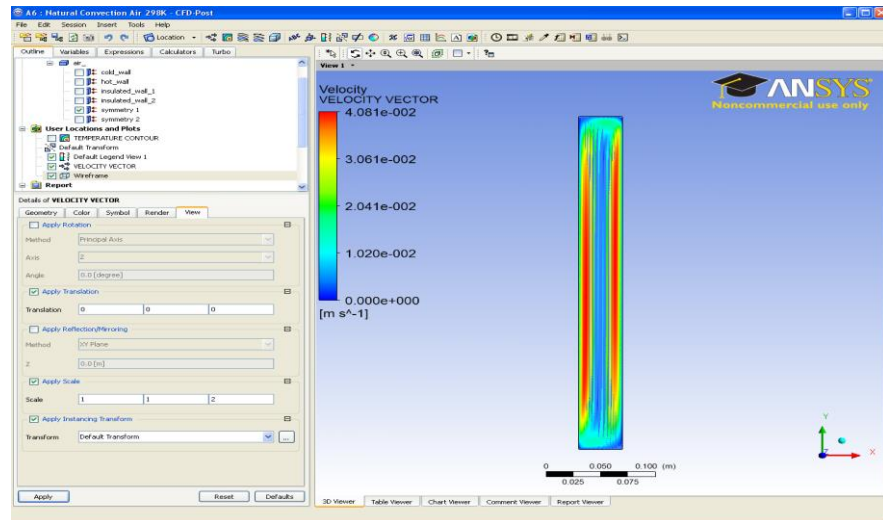 A6 : Natural Convection Air 298K - CFD-Post
File Edit Session Insert Tools Help
Location
Outline Variables Expressions Calculators Turbo
air_
cold_wall
hot_wall
insulated_wall_1
insulated_wall_2
symmetry 1
symmetry 2
User Locations and Plots
TEMPERATURE CONTOUR
Default Transform
Default Legend View 1
VELOCITY VECTOR
Wireframe
Report
Details of VELOCITY VECTOR
Geometry Color Symbol Render View
Apply Rotation
Method Principal Axis
Axis Z
Angle 0.0 [degree]
Apply Translation
Translation 0 0 0
Apply Reflection/Mirroring
Method XY Plane
Z 0.0 [m]
Apply Scale
Scale 1 1 2
Apply Instancing Transform
Transform Default Transform ...
Apply Reset Defaults
View 1
Velocity
VELOCITY VECTOR
4.081e-002
3.061e-002
2.041e-002
1.020e-002
0.000e+000
[m s^-1]
ANSYS
Noncommercial use only
0 0.050 0.100 (m)
0.025 0.075
Y
Z X
3D Viewer Table Viewer Chart Viewer Comment Viewer Report Viewer